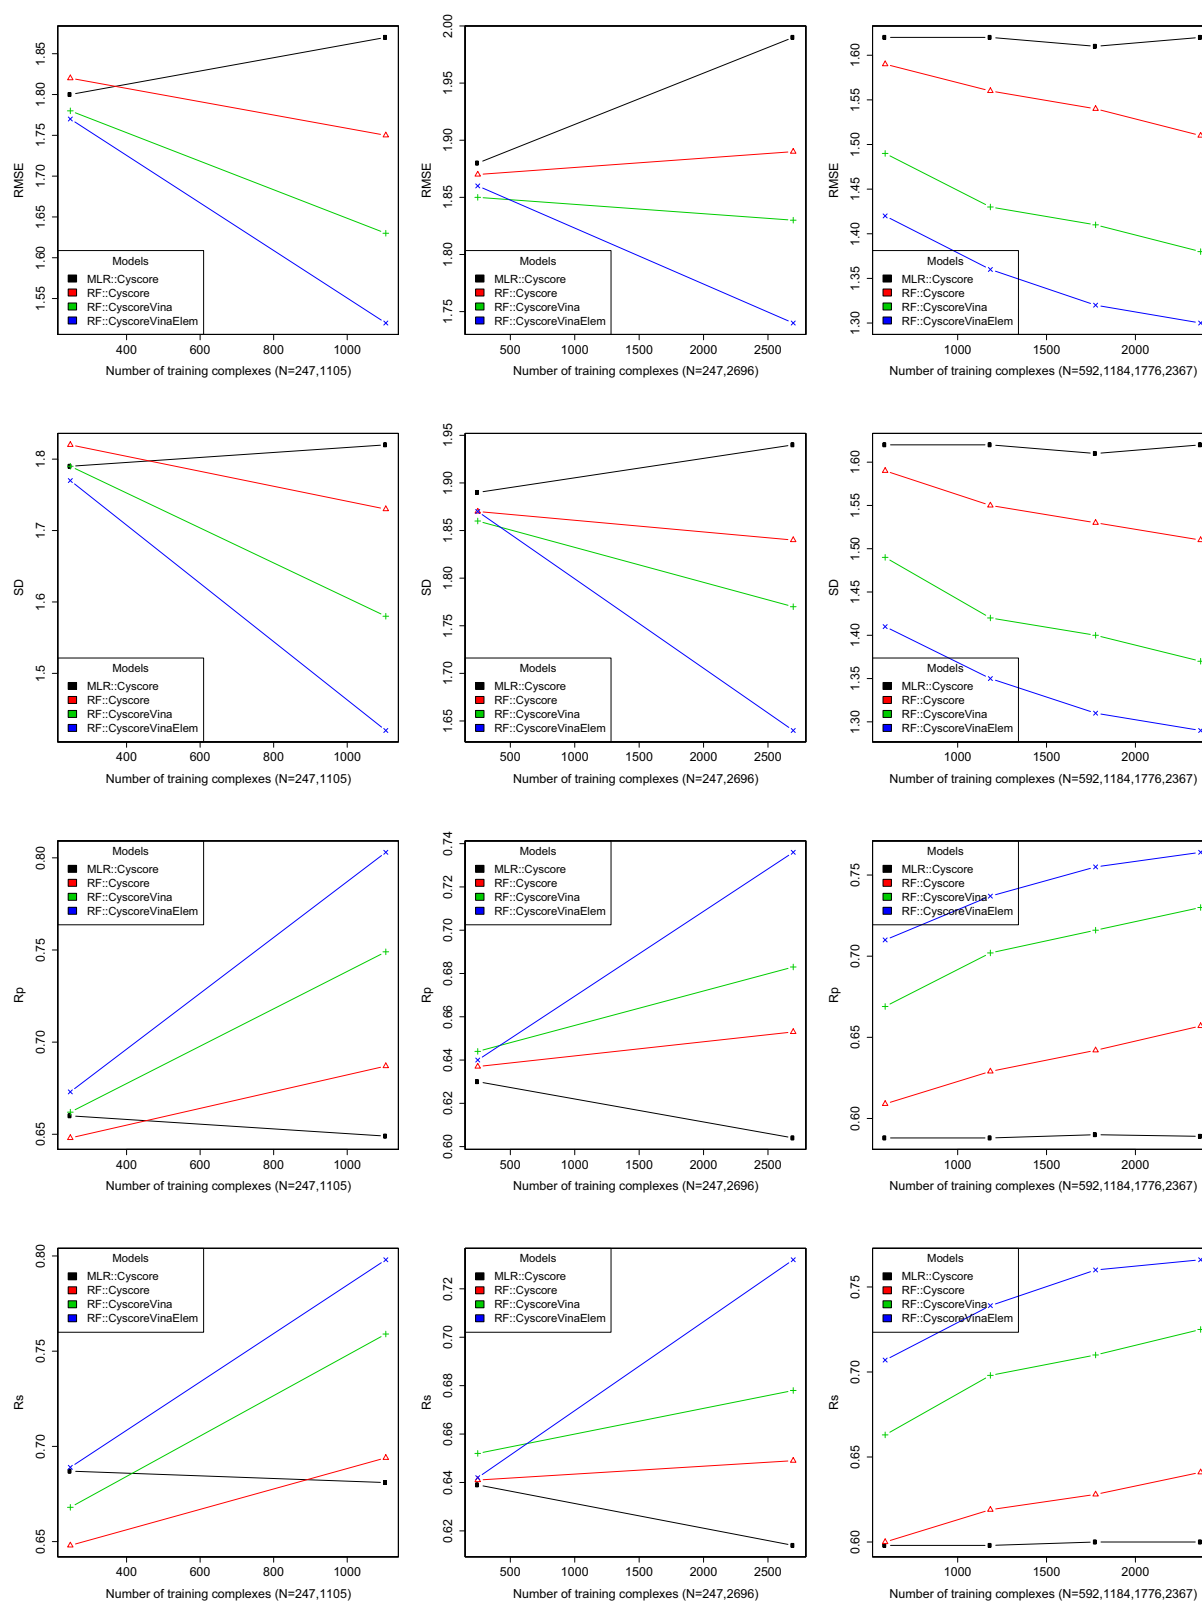 RMSE
1.55 1.60 1.65 1.70 1.75 1.80 1.85
Models
MLR::Cyscore
RF::Cyscore
RF::CyscoreVina
RF::CyscoreVinaElem
400 600 800 1000
Number of training complexes (N=247,1105)
RMSE
1.75 1.80 1.85 1.90 1.95 2.00
Models
MLR::Cyscore
RF::Cyscore
RF::CyscoreVina
RF::CyscoreVinaElem
500 1000 1500 2000 2500
Number of training complexes (N=247,2696)
RMSE
1.30 1.35 1.40 1.45 1.50 1.55 1.60
Models
MLR::Cyscore
RF::Cyscore
RF::CyscoreVina
RF::CyscoreVinaElem
1000 1500 2000
Number of training complexes (N=592,1184,1776,2367)
SD
1.5 1.6 1.7 1.8
Models
MLR::Cyscore
RF::Cyscore
RF::CyscoreVina
RF::CyscoreVinaElem
400 600 800 1000
Number of training complexes (N=247,1105)
SD
1.65 1.70 1.75 1.80 1.85 1.90 1.95
Models
MLR::Cyscore
RF::Cyscore
RF::CyscoreVina
RF::CyscoreVinaElem
500 1000 1500 2000 2500
Number of training complexes (N=247,2696)
SD
1.30 1.35 1.40 1.45 1.50 1.55 1.60
Models
MLR::Cyscore
RF::Cyscore
RF::CyscoreVina
RF::CyscoreVinaElem
1000 1500 2000
Number of training complexes (N=592,1184,1776,2367)
Rp
0.65 0.70 0.75 0.80
Models
MLR::Cyscore
RF::Cyscore
RF::CyscoreVina
RF::CyscoreVinaElem
400 600 800 1000
Number of training complexes (N=247,1105)
Rp
0.60 0.62 0.64 0.66 0.68 0.70 0.72 0.74
Models
MLR::Cyscore
RF::Cyscore
RF::CyscoreVina
RF::CyscoreVinaElem
500 1000 1500 2000 2500
Number of training complexes (N=247,2696)
Rp
0.60 0.65 0.70 0.75
Models
MLR::Cyscore
RF::Cyscore
RF::CyscoreVina
RF::CyscoreVinaElem
1000 1500 2000
Number of training complexes (N=592,1184,1776,2367)
Rs
0.65 0.70 0.75 0.80
Models
MLR::Cyscore
RF::Cyscore
RF::CyscoreVina
RF::CyscoreVinaElem
400 600 800 1000
Number of training complexes (N=247,1105)
Rs
0.62 0.64 0.66 0.68 0.70 0.72
Models
MLR::Cyscore
RF::Cyscore
RF::CyscoreVina
RF::CyscoreVinaElem
500 1000 1500 2000 2500
Number of training complexes (N=247,2696)
Rs
0.60 0.65 0.70 0.75
Models
MLR::Cyscore
RF::Cyscore
RF::CyscoreVina
RF::CyscoreVinaElem
1000 1500 2000
Number of training complexes (N=592,1184,1776,2367)